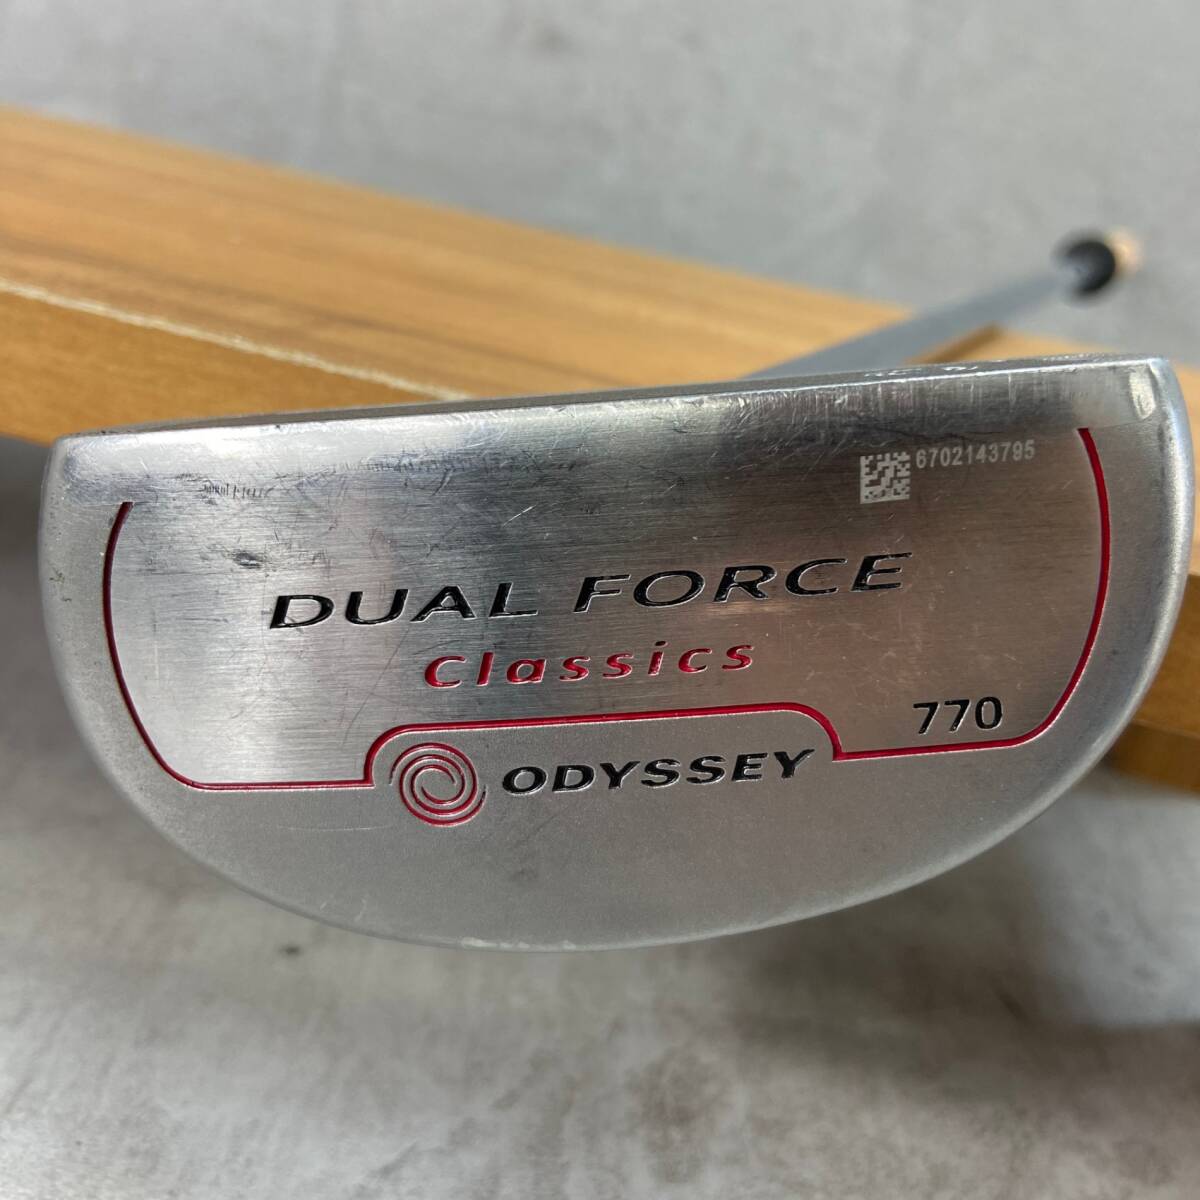 6702143795
DUAL FORCE
Classics
770
ODYSSEY